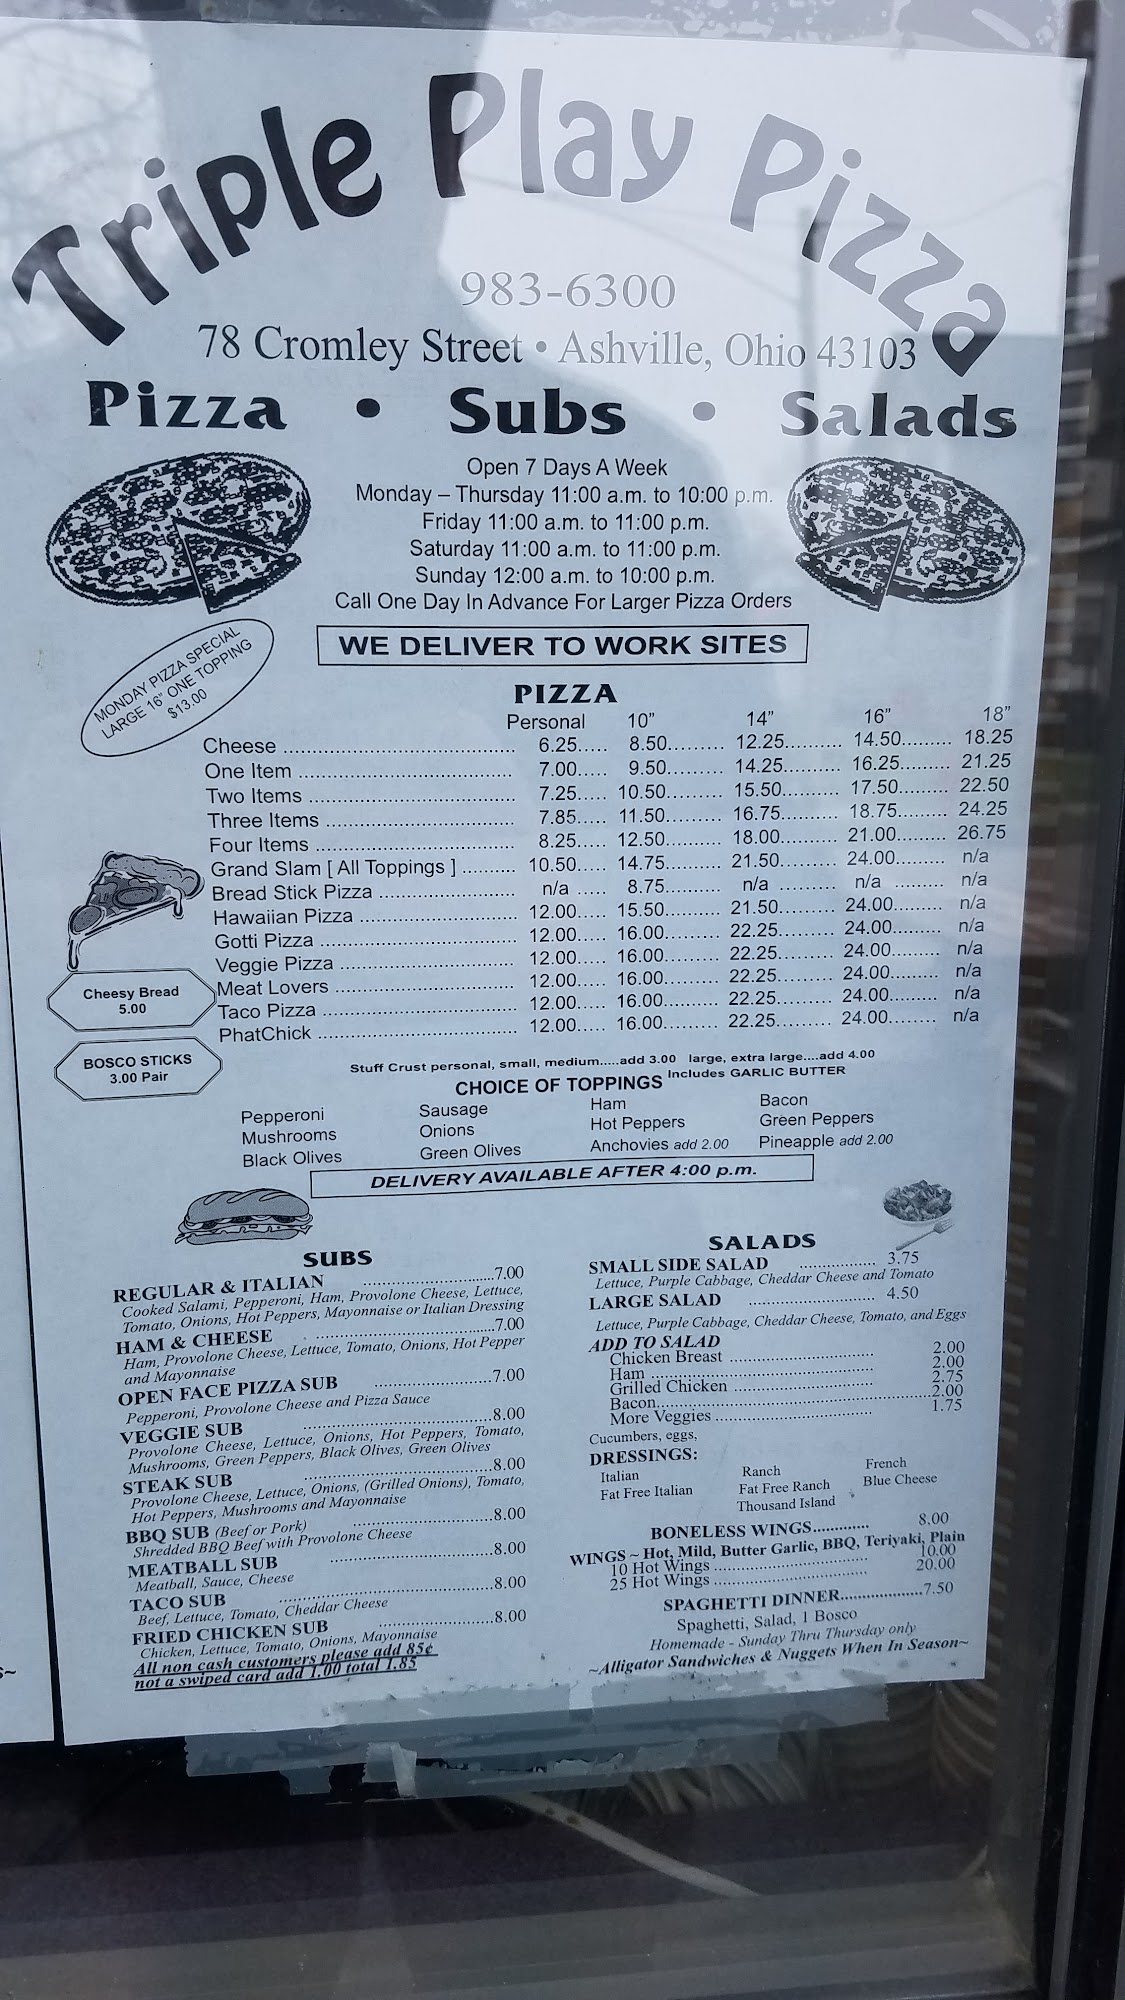 Triple Play Pizza
983-6300
78 Cromley Street • Ashville, Ohio 43103
Pizza • Subs • Salads
Open 7 Days A Week
Monday – Thursday 11:00 a.m. to 10:00 p.m.
Friday 11:00 a.m. to 11:00 p.m.
Saturday 11:00 a.m. to 11:00 p.m.
Sunday 12:00 a.m. to 10:00 p.m.
Call One Day In Advance For Larger Pizza Orders
WE DELIVER TO WORK SITES
MONDAY PIZZA SPECIAL
LARGE 16" ONE TOPPING
$13.00
PIZZA
Personal 10" 14" 16" 18"
Cheese 6.25 8.50 12.25 14.50 18.25
One Item 7.00 9.50 14.25 16.25 21.25
Two Items 7.25 10.50 15.50 17.50 22.50
Three Items 7.85 11.50 16.75 18.75 24.25
Four Items 8.25 12.50 18.00 21.00 26.75
Grand Slam [ All Toppings ] 10.50 14.75 21.50 24.00 n/a
Bread Stick Pizza n/a 8.75 n/a n/a n/a
Hawaiian Pizza 12.00 15.50 21.50 24.00 n/a
Gotti Pizza 12.00 16.00 22.25 24.00 n/a
Veggie Pizza 12.00 16.00 22.25 24.00 n/a
Meat Lovers 12.00 16.00 22.25 24.00 n/a
Taco Pizza 12.00 16.00 22.25 24.00 n/a
PhatChick 12.00 16.00 22.25 24.00 n/a
Cheesy Bread
5.00
BOSCO STICKS
3.00 Pair
Stuff Crust personal, small, medium.....add 3.00 large, extra large....add 4.00
CHOICE OF TOPPINGS Includes GARLIC BUTTER
Pepperoni Sausage Ham Bacon
Mushrooms Onions Hot Peppers Green Peppers
Black Olives Green Olives Anchovies add 2.00 Pineapple add 2.00
DELIVERY AVAILABLE AFTER 4:00 p.m.
SUBS
REGULAR & ITALIAN 7.00
Cooked Salami, Pepperoni, Ham, Provolone Cheese, Lettuce,
Tomato, Onions, Hot Peppers, Mayonnaise or Italian Dressing
HAM & CHEESE 7.00
Ham, Provolone Cheese, Lettuce, Tomato, Onions, Hot Pepper
and Mayonnaise
OPEN FACE PIZZA SUB 7.00
Pepperoni, Provolone Cheese and Pizza Sauce
VEGGIE SUB 8.00
Provolone Cheese, Lettuce, Onions, Hot Peppers, Tomato,
Mushrooms, Green Peppers, Black Olives, Green Olives
STEAK SUB 8.00
Provolone Cheese, Lettuce, Onions, (Grilled Onions), Tomato,
Hot Peppers, Mushrooms and Mayonnaise
BBQ SUB (Beef or Pork) 8.00
Shredded BBQ Beef with Provolone Cheese
MEATBALL SUB 8.00
Meatball, Sauce, Cheese
TACO SUB 8.00
Beef, Lettuce, Tomato, Cheddar Cheese
FRIED CHICKEN SUB 8.00
Chicken, Lettuce, Tomato, Onions, Mayonnaise
All non cash customers please add 85¢
not a swiped card add 1.00 total 1.85
SALADS
SMALL SIDE SALAD 3.75
Lettuce, Purple Cabbage, Cheddar Cheese and Tomato
LARGE SALAD 4.50
Lettuce, Purple Cabbage, Cheddar Cheese, Tomato, and Eggs
ADD TO SALAD
Chicken Breast 2.00
Ham 2.00
Grilled Chicken 2.75
Bacon 2.00
More Veggies 1.75
Cucumbers, eggs,
DRESSINGS:
Italian Ranch French
Fat Free Italian Fat Free Ranch Blue Cheese
Thousand Island
BONELESS WINGS 8.00
WINGS ~ Hot, Mild, Butter Garlic, BBQ, Teriyaki, Plain
10 Hot Wings 10.00
25 Hot Wings 20.00
SPAGHETTI DINNER 7.50
Spaghetti, Salad, 1 Bosco
Homemade - Sunday Thru Thursday only
~Alligator Sandwiches & Nuggets When In Season~